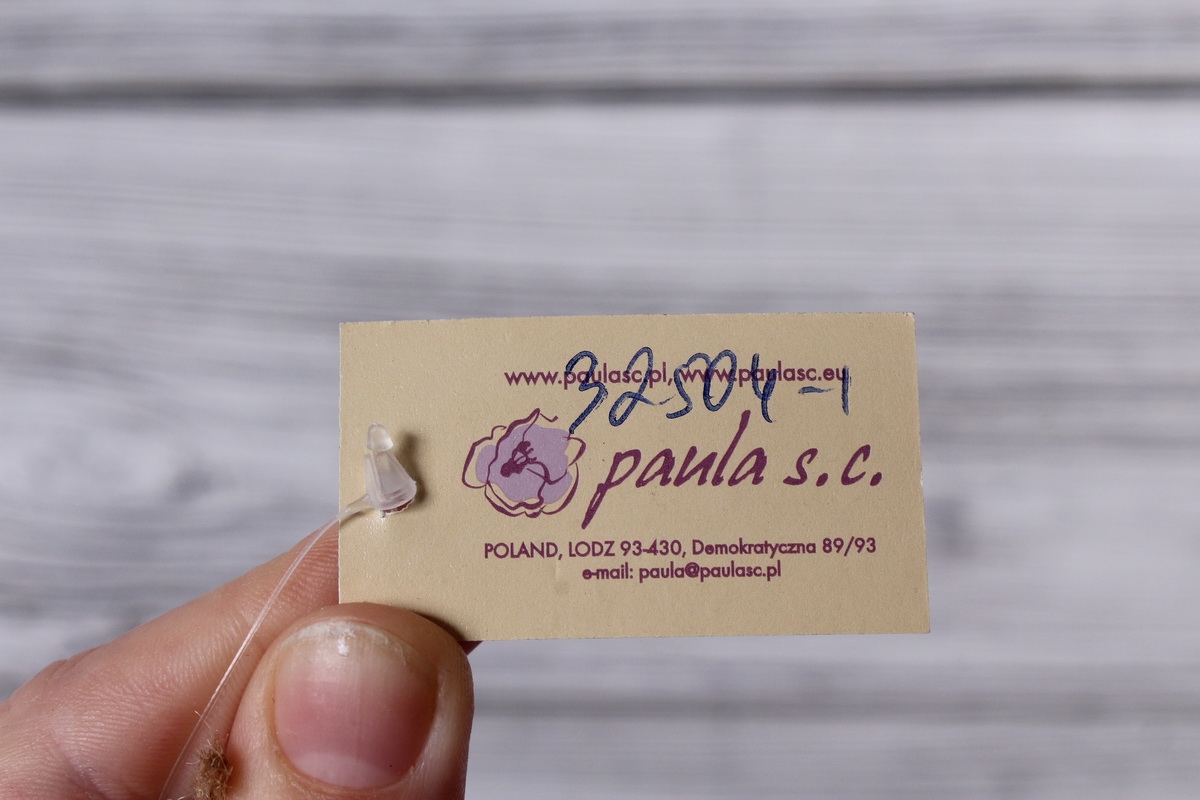 www.paulasc.pl, www.paulasc.eu
32504-1
paula s.c.
POLAND, LODZ 93-430, Demokratyczna 89/93
e-mail: paula@paulasc.pl